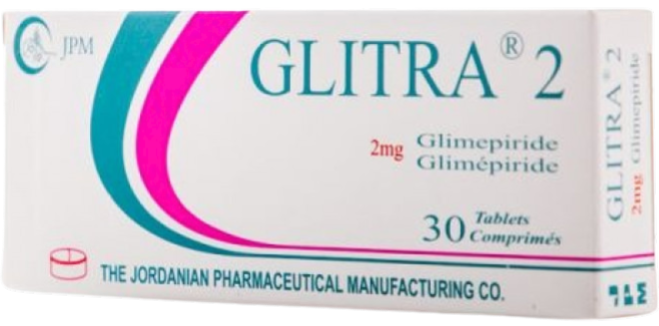 JPM
GLITRA® 2
2mg Glimepiride
Glimépiride
30 Tablets
Comprimés
THE JORDANIAN PHARMACEUTICAL MANUFACTURING CO.
GLITRA® 2
2mg Glimepiride